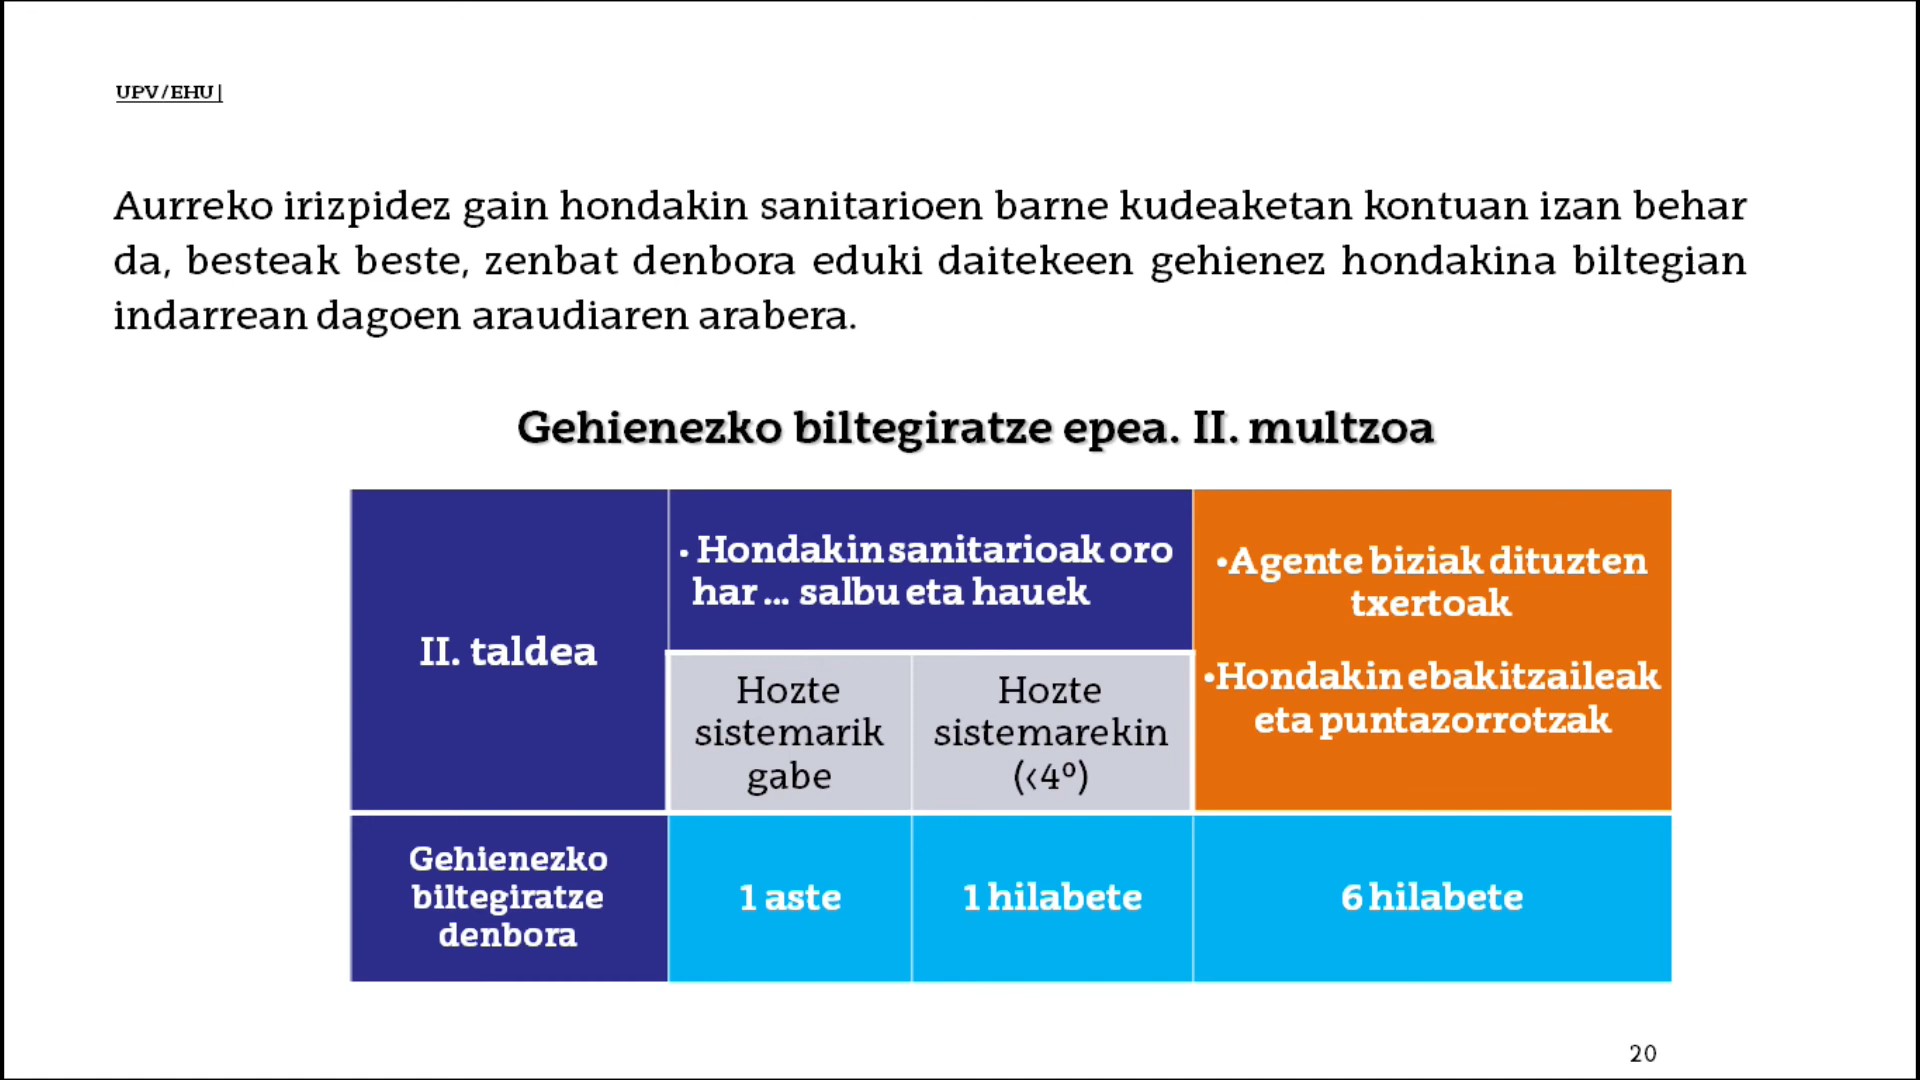 UPV/EHU|
Aurreko irizpidez gain hondakin sanitarioen barne kudeaketan kontuan izan behar
da, besteak beste, zenbat denbora eduki daitekeen gehienez hondakina biltegian
indarrean dagoen araudiaren arabera.
Gehienezko biltegiratze epea. II. multzoa
II. taldea
• Hondakin sanitarioak oro
har ... salbu eta hauek
Hozte
sistemarik
gabe
Hozte
sistemarekin
(<4º)
•Agente biziak dituzten
txertoak
•Hondakin ebakitzaileak
eta puntazorrotzak
Gehienezko
biltegiratze
denbora
1 aste
1 hilabete
6 hilabete
20